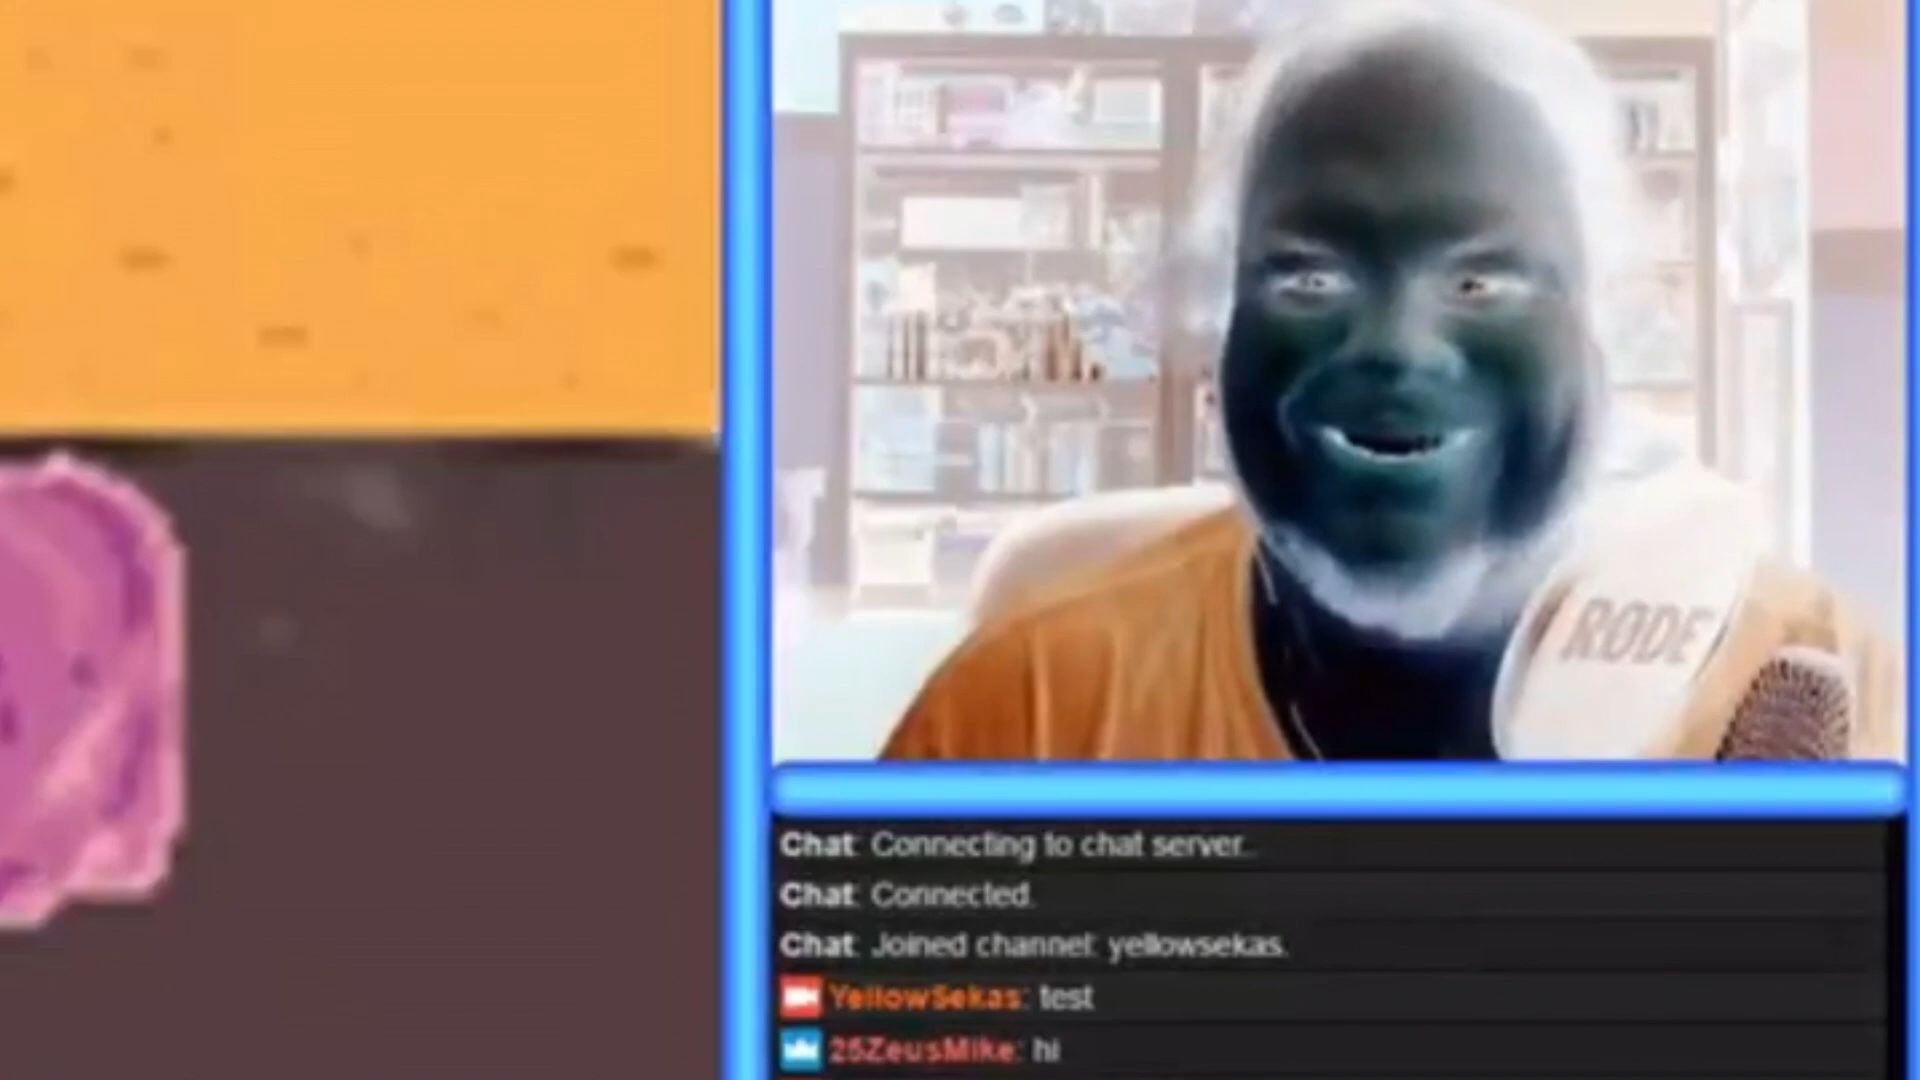 RODE
Chat: Connecting to chat server..
Chat: Connected.
Chat: Joined channel: yellowsekas.
YellowSekas: test
25ZeusMike: hi